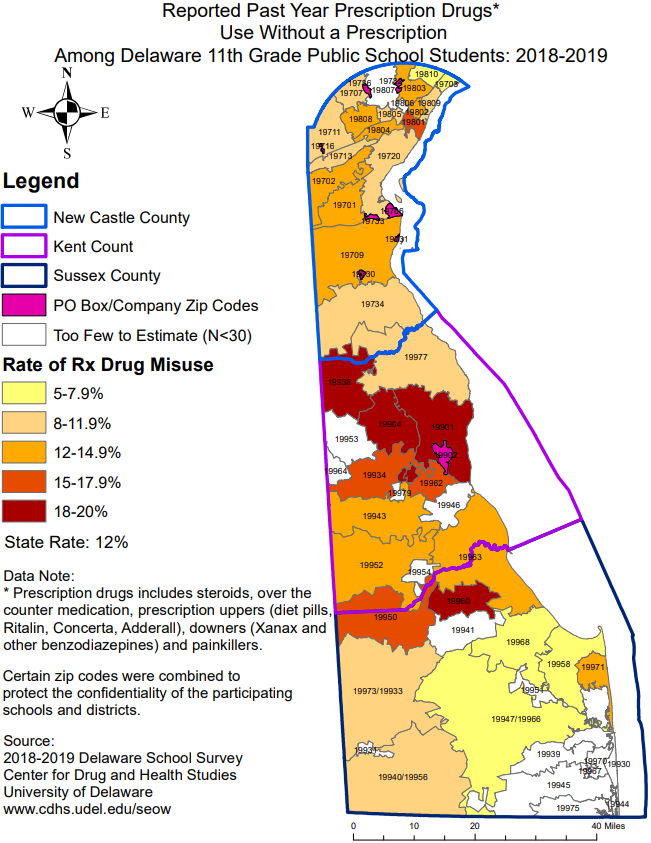 Reported Past Year Prescription Drugs*
Use Without a Prescription
Among Delaware 11th Grade Public School Students: 2018-2019
N
W
E
S
Legend
New Castle County
Kent Count
Sussex County
PO Box/Company Zip Codes
Too Few to Estimate (N<30)
Rate of Rx Drug Misuse
5-7.9%
8-11.9%
12-14.9%
15-17.9%
18-20%
State Rate: 12%
Data Note:
* Prescription drugs includes steroids, over the
counter medication, prescription uppers (diet pills,
Ritalin, Concerta, Adderall), downers (Xanax and
other benzodiazepines) and painkillers.
Certain zip codes were combined to
protect the confidentiality of the participating
schools and districts.
Source:
2018-2019 Delaware School Survey
Center for Drug and Health Studies
University of Delaware
www.cdhs.udel.edu/seow
19810
19807
19803
19707
19809
19802
19805
19808
19801
19804
19711
19713
19720
19702
19701
19733
19709
19734
19977
19904
19901
19953
19902
19964
19934
19962
19979
19946
19943
19963
19952
19954
19960
19950
19941
19968
19958
19971
19973/19933
19951
19947/19966
19931
19939
19970
19930
19967
19940/19956
19945
19944
19975
0 10 20 40 Miles